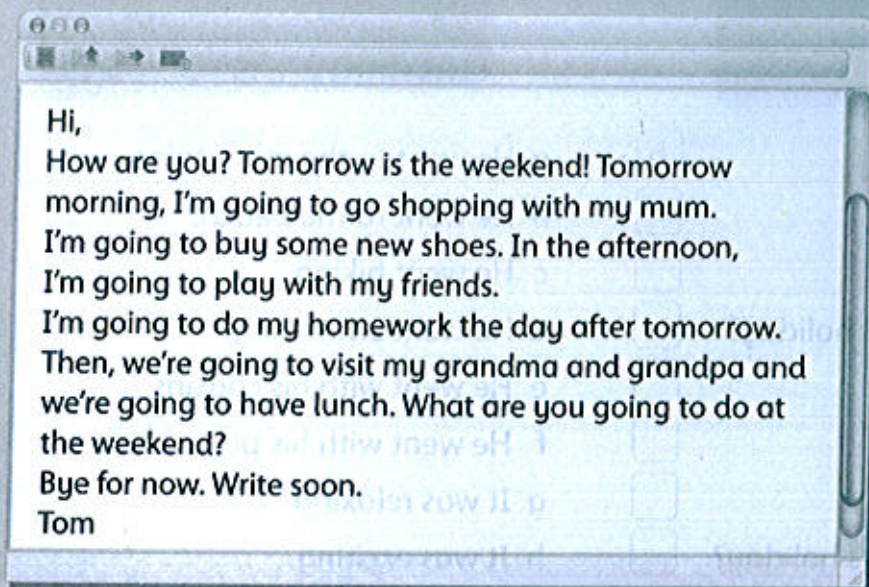 Hi,
How are you? Tomorrow is the weekend! Tomorrow
morning, I'm going to go shopping with my mum.
I'm going to buy some new shoes. In the afternoon,
I'm going to play with my friends.
I'm going to do my homework the day after tomorrow.
Then, we're going to visit my grandma and grandpa and
we're going to have lunch. What are you going to do at
the weekend?
Bye for now. Write soon.
Tom